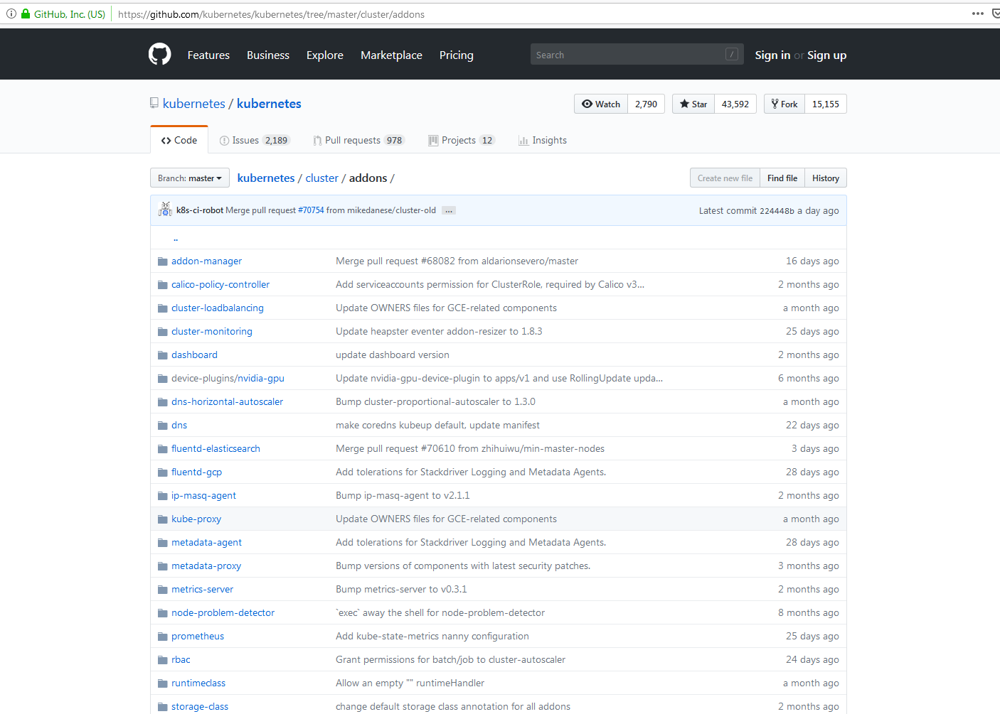 GitHub, Inc. (US) https://github.com/kubernetes/kubernetes/tree/master/cluster/addons
Features Business Explore Marketplace Pricing Search / Sign in or Sign up
kubernetes / kubernetes Watch 2,790 Star 43,592 Fork 15,155
Code Issues 2,189 Pull requests 978 Projects 12 Insights
Branch: master kubernetes / cluster / addons / Create new file Find file History
k8s-ci-robot Merge pull request #70754 from mikedanese/cluster-old ... Latest commit 224448b a day ago
..
addon-manager Merge pull request #68082 from aldarionsevero/master 16 days ago
calico-policy-controller Add serviceaccounts permission for ClusterRole, required by Calico v3... 2 months ago
cluster-loadbalancing Update OWNERS files for GCE-related components a month ago
cluster-monitoring Update heapster eventer addon-resizer to 1.8.3 25 days ago
dashboard update dashboard version 2 months ago
device-plugins/nvidia-gpu Update nvidia-gpu-device-plugin to apps/v1 and use RollingUpdate upda... 6 months ago
dns-horizontal-autoscaler Bump cluster-proportional-autoscaler to 1.3.0 a month ago
dns make coredns kubeup default, update manifest 22 days ago
fluentd-elasticsearch Merge pull request #70610 from zhihuiwu/min-master-nodes 3 days ago
fluentd-gcp Add tolerations for Stackdriver Logging and Metadata Agents. 28 days ago
ip-masq-agent Bump ip-masq-agent to v2.1.1 2 months ago
kube-proxy Update OWNERS files for GCE-related components a month ago
metadata-agent Add tolerations for Stackdriver Logging and Metadata Agents. 28 days ago
metadata-proxy Bump versions of components with latest security patches. 3 months ago
metrics-server Bump metrics-server to v0.3.1 2 months ago
node-problem-detector `exec` away the shell for node-problem-detector 8 months ago
prometheus Add kube-state-metrics nanny configuration 25 days ago
rbac Grant permissions for batch/job to cluster-autoscaler 24 days ago
runtimeclass Allow an empty "" runtimeHandler a month ago
storage-class change default storage class annotation for all addons 2 months ago